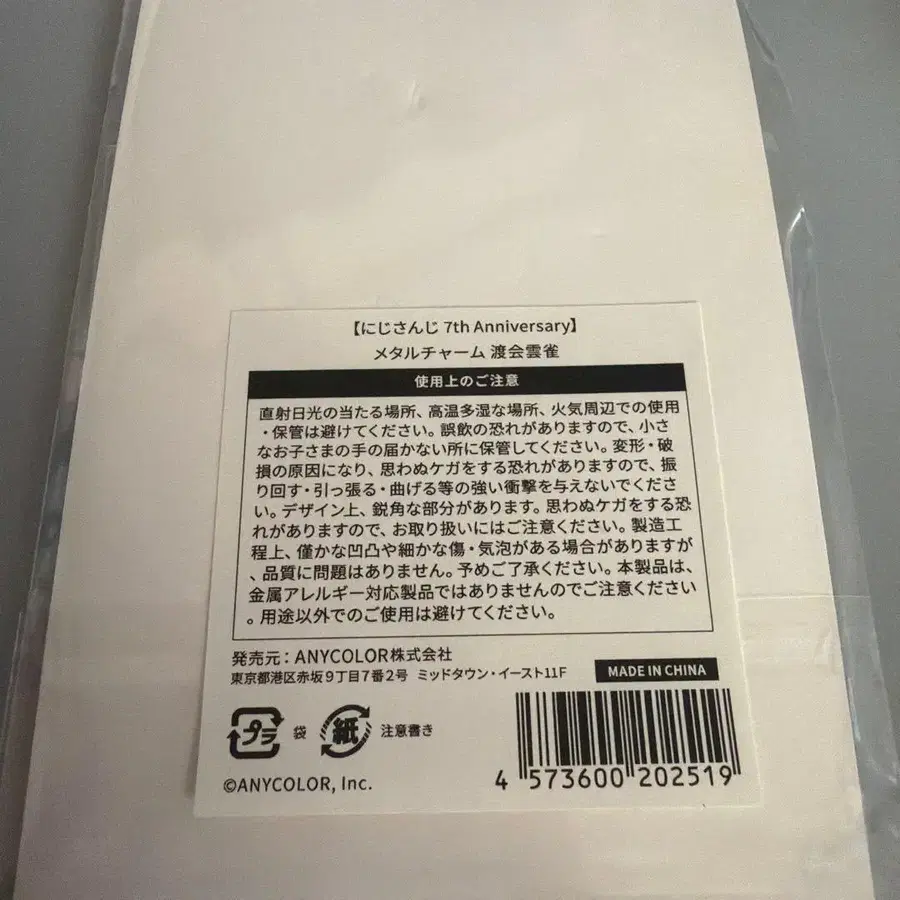 【にじさんじ 7th Anniversary】
メタルチャーム 渡会雲雀
使用上のご注意
直射日光の当たる場所、高温多湿な場所、火気周辺での使用
・保管は避けてください。誤飲の恐れがありますので、小さ
なお子さまの手の届かない所に保管してください。変形・破
損の原因になり、思わぬケガをする恐れがありますので、振
り回す・引っ張る・曲げる等の強い衝撃を与えないでくださ
い。デザイン上、鋭角な部分があります。思わぬケガをする恐
れがありますので、お取り扱いにはご注意ください。製造工
程上、僅かな凹凸や細かな傷・気泡がある場合がありますが
、品質に問題はありません。予めご了承ください。本製品は、
金属アレルギー対応製品ではありませんのでご注意ください
。用途以外でのご使用は避けてください。
発売元：ANYCOLOR株式会社
東京都港区赤坂9丁目7番2号 ミッドタウン・イースト11F
MADE IN CHINA
プラ 袋 紙 注意書き
©ANYCOLOR, Inc.
4 573600 202519